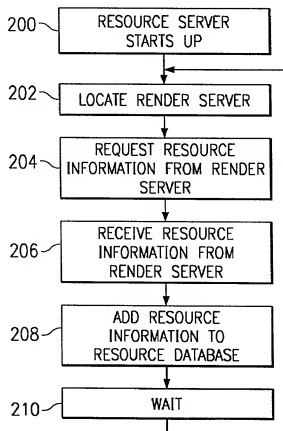 200
RESOURCE SERVER
STARTS UP
202
LOCATE RENDER SERVER
204
REQUEST RESOURCE
INFORMATION FROM RENDER
SERVER
206
RECEIVE RESOURCE
INFORMATION FROM
RENDER SERVER
208
ADD RESOURCE
INFORMATION TO
RESOURCE DATABASE
210
WAIT